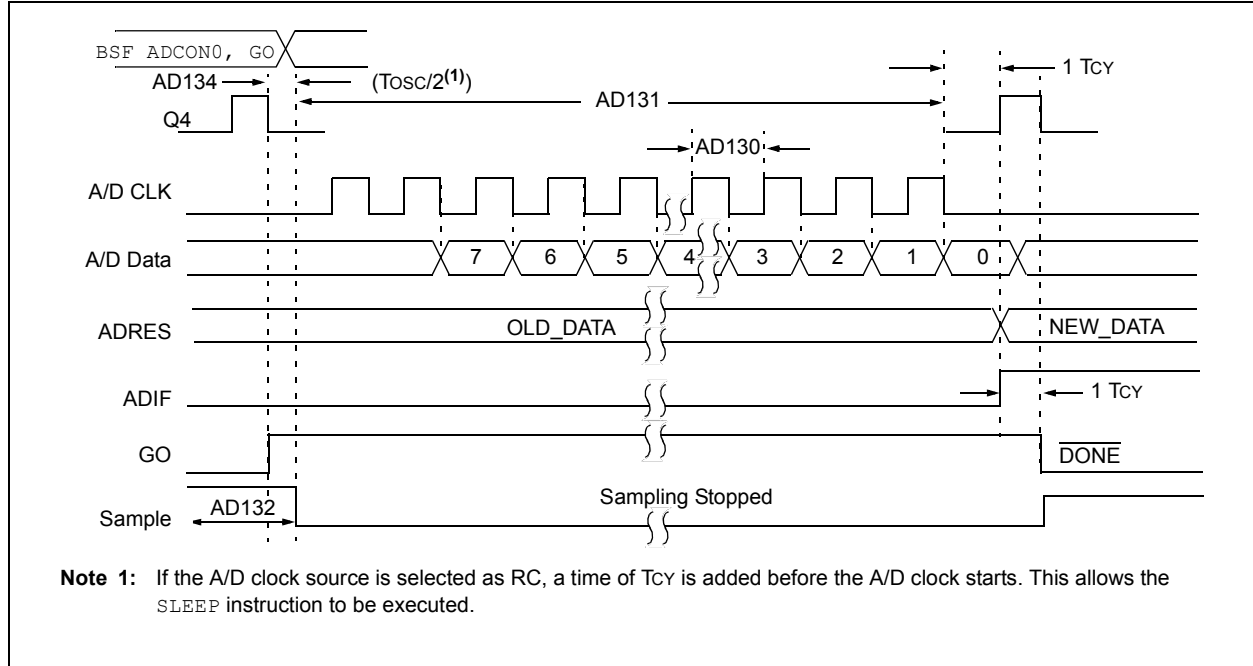 BSF ADCON0, GO
AD134 (TOSC/2(1)) AD131 1 TCY
Q4
AD130
A/D CLK
A/D Data 7 6 5 4 3 2 1 0
ADRES OLD_DATA NEW_DATA
ADIF 1 TCY
GO DONE
Sample AD132 Sampling Stopped
Note 1: If the A/D clock source is selected as RC, a time of TCY is added before the A/D clock starts. This allows the
SLEEP instruction to be executed.